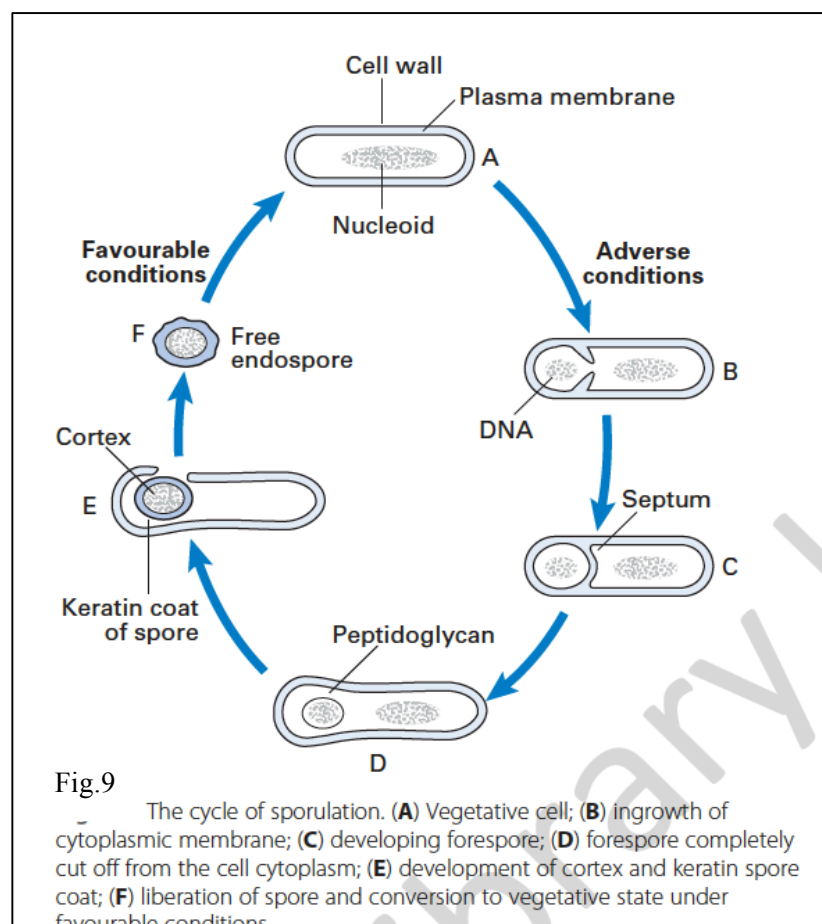 Cell wall
Plasma membrane
A
Nucleoid
Favourable
conditions
Adverse
conditions
F
Free
endospore
B
DNA
Cortex
E
Septum
C
Keratin coat
of spore
Peptidoglycan
D
Fig.9
The cycle of sporulation. (A) Vegetative cell; (B) ingrowth of
cytoplasmic membrane; (C) developing forespore; (D) forespore completely
cut off from the cell cytoplasm; (E) development of cortex and keratin spore
coat; (F) liberation of spore and conversion to vegetative state under
favourable conditions
library